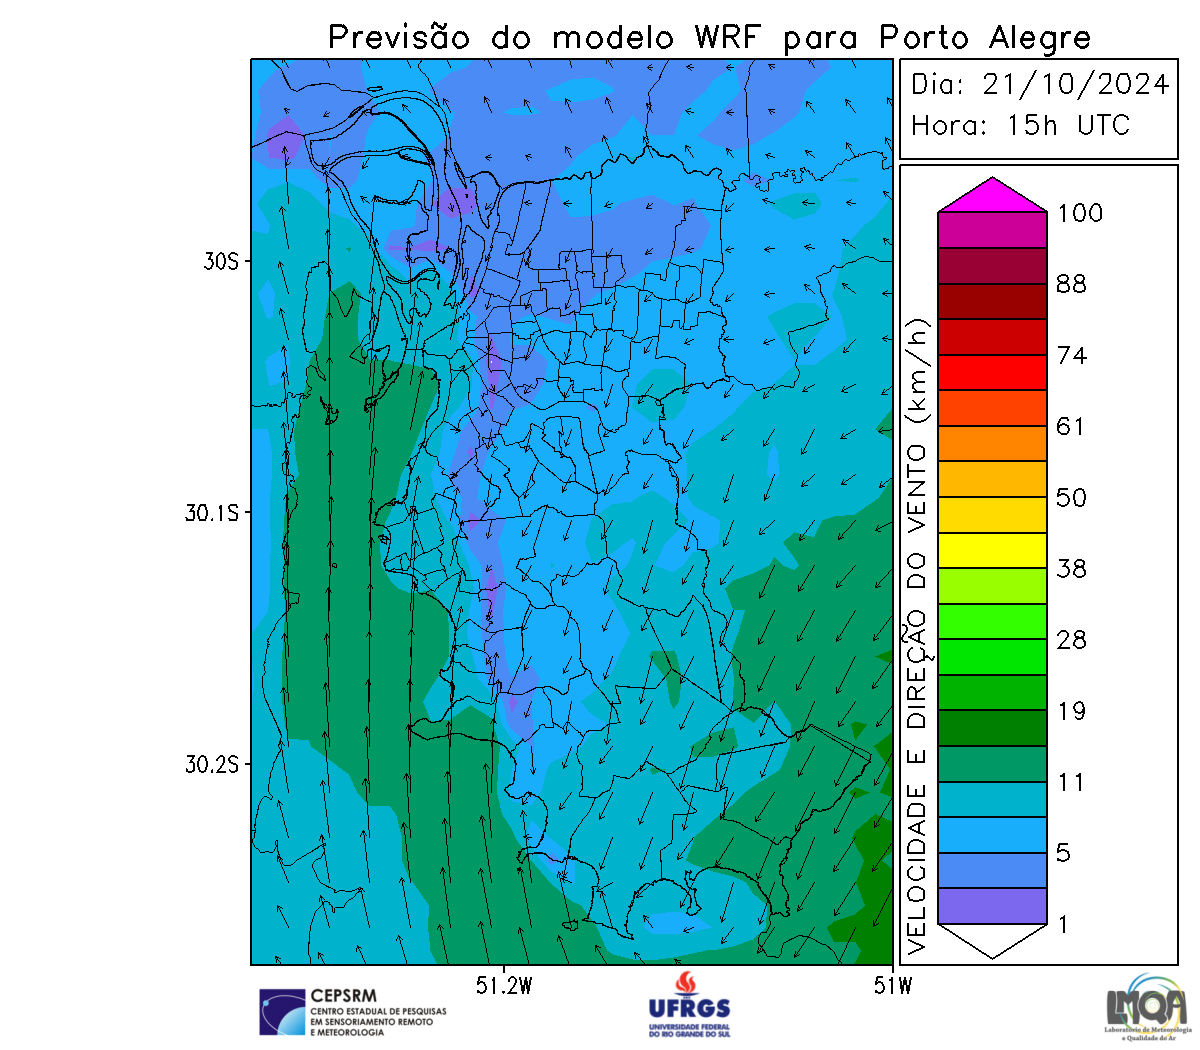 Previsão do modelo WRF para Porto Alegre
Dia: 21/10/2024
Hora: 15h UTC
30S
30.1S
30.2S
51.2W
51W
VELOCIDADE E DIREÇÃO DO VENTO (km/h)
100
88
74
61
50
38
28
19
11
5
1
CEPSRM
CENTRO ESTADUAL DE PESQUISAS
EM SENSORIAMENTO REMOTO
E METEOROLOGIA
UFRGS
UNIVERSIDADE FEDERAL
DO RIO GRANDE DO SUL
LMQA
Laboratório de Meteorologia
e Qualidade do Ar